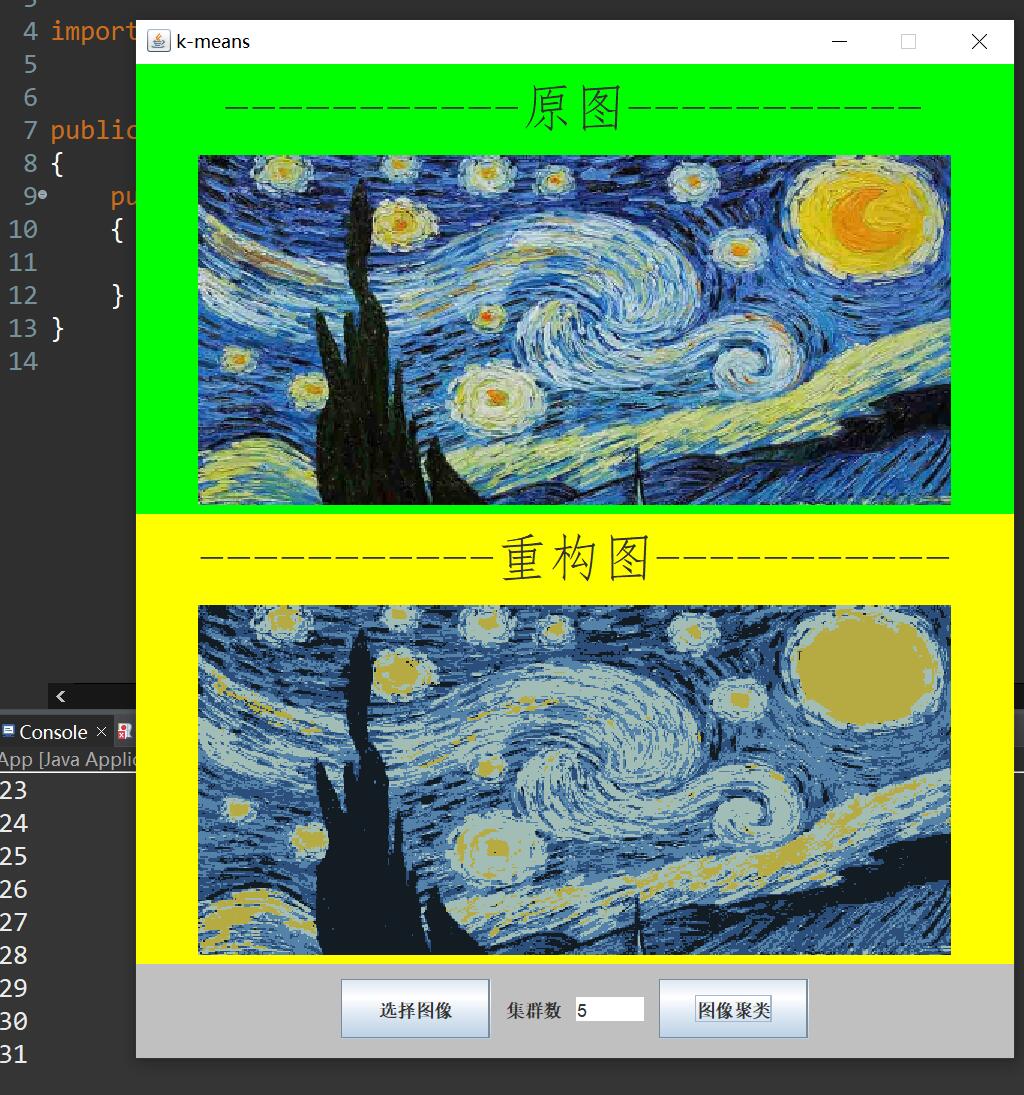 3
4 import
5
6
7 public
8 {
9 pu
10 {
11
12 }
13 }
14
k-means
-----------原图-----------
-----------重构图-----------
选择图像 集群数 5 图像聚类
Console
App [Java Applic
23
24
25
26
27
28
29
30
31